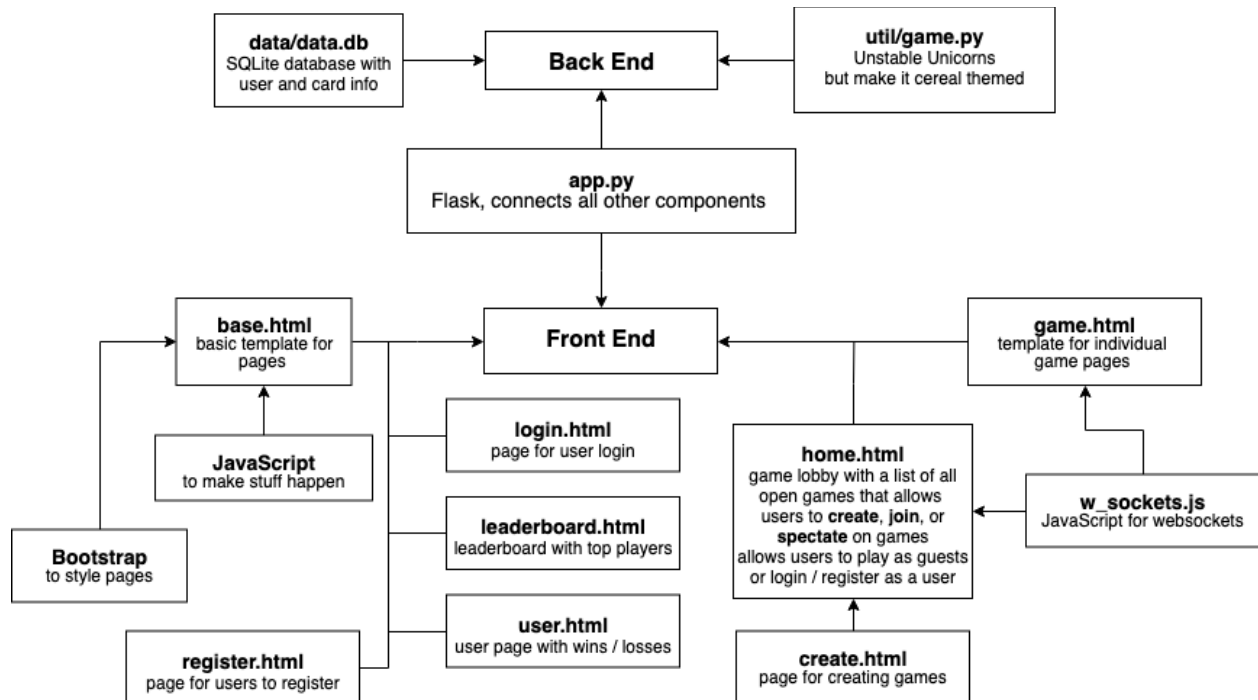 data/data.db
SQLite database with
user and card info
Back End
util/game.py
Unstable Unicorns
but make it cereal themed
app.py
Flask, connects all other components
base.html
basic template for
pages
Front End
game.html
template for individual
game pages
JavaScript
to make stuff happen
login.html
page for user login
home.html
game lobby with a list of all
open games that allows
users to create, join, or
spectate on games
allows users to play as guests
or login / register as a user
w_sockets.js
JavaScript for websockets
Bootstrap
to style pages
leaderboard.html
leaderboard with top players
register.html
page for users to register
user.html
user page with wins / losses
create.html
page for creating games